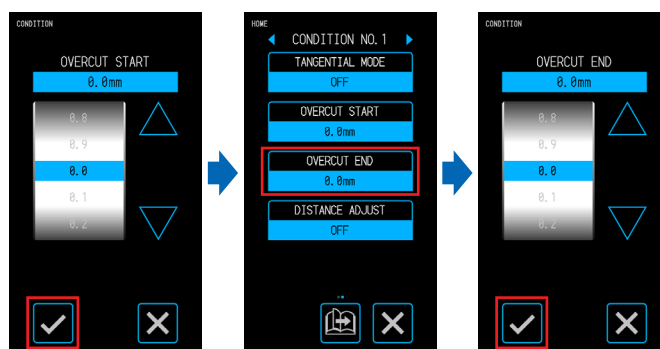 CONDITION
OVERCUT START
0.0mm
0.8
0.9
0.0
0.1
0.2
HOME
CONDITION NO.1
TANGENTIAL MODE
OFF
OVERCUT START
0.0mm
OVERCUT END
0.0mm
DISTANCE ADJUST
OFF
CONDITION
OVERCUT END
0.0mm
0.8
0.9
0.0
0.1
0.2